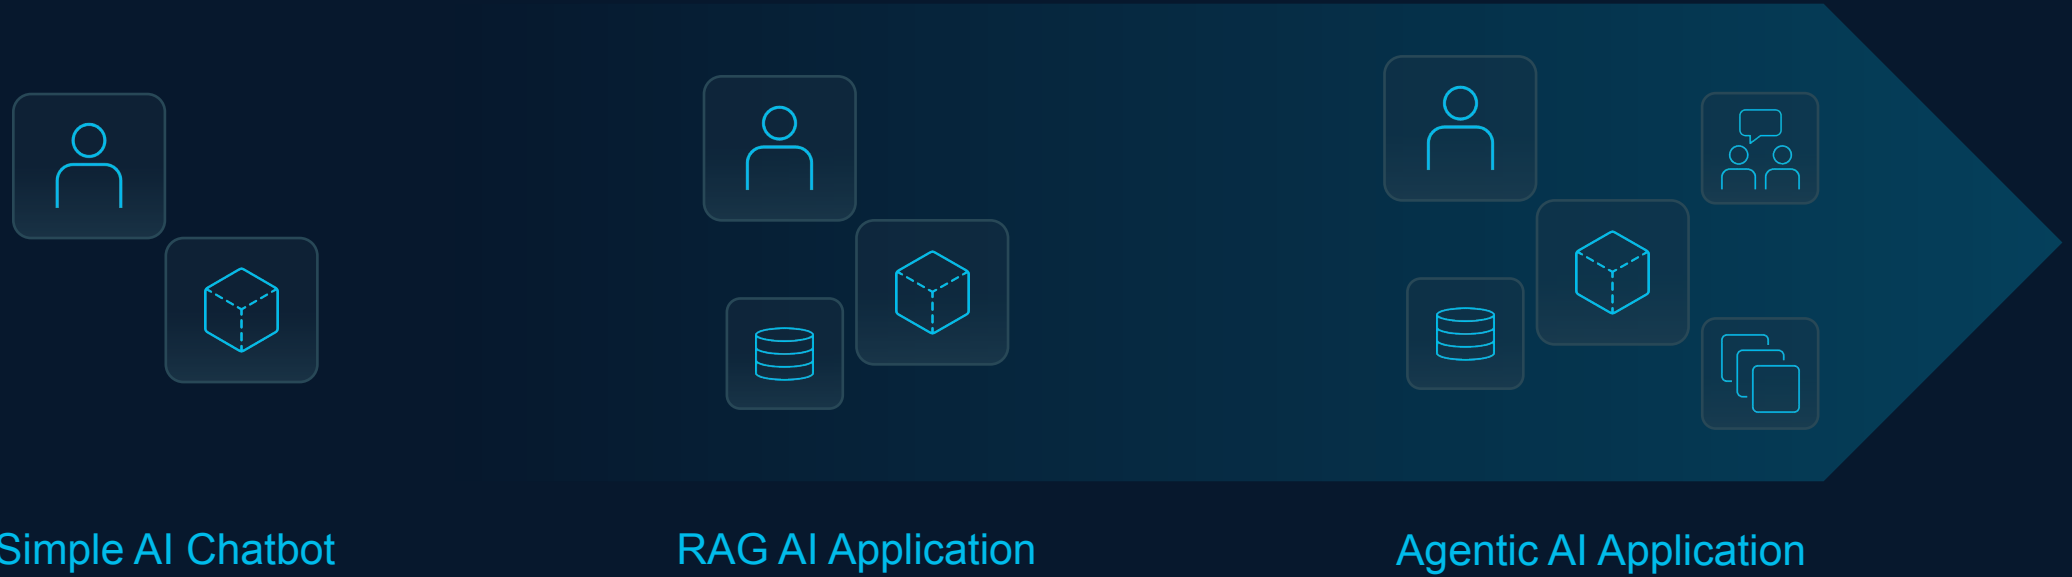 Simple AI Chatbot
RAG AI Application
Agentic AI Application